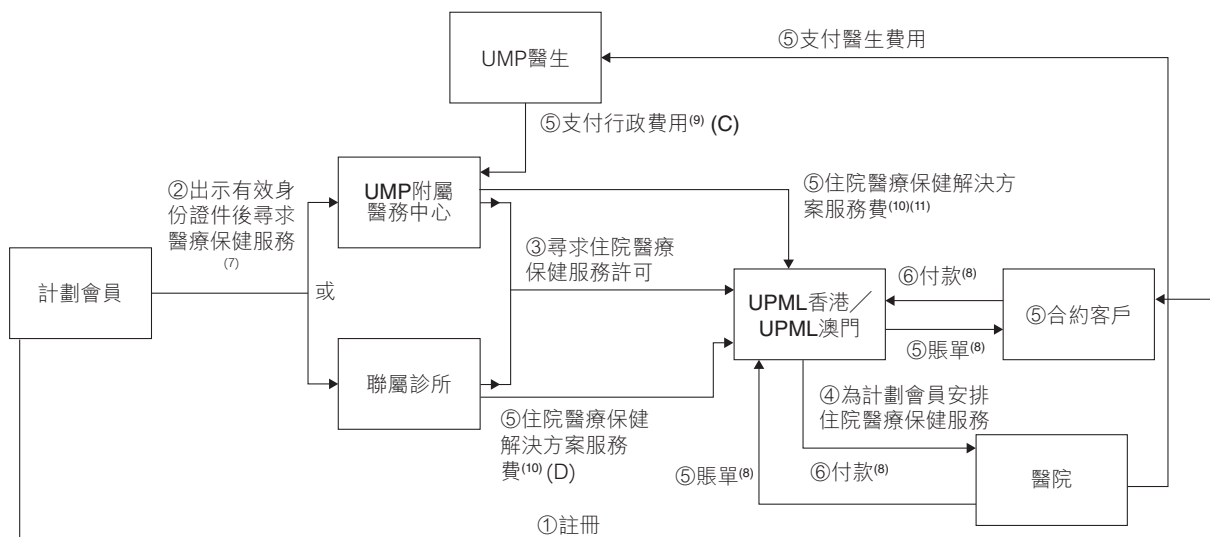 ⑤支付醫生費用
UMP醫生
⑤支付行政費用(9) (C)
②出示有效身
份證件後尋求
醫療保健服務
(7)
UMP附屬
醫務中心
⑤住院醫療保健解決方
案服務費(10)(11)
③尋求住院醫療
保健服務許可
計劃會員
或
UPML香港／
UPML澳門
⑥付款(8)
⑤合約客戶
⑤賬單(8)
聯屬診所
④為計劃會員安排
住院醫療保健服務
⑤住院醫療保健
解決方案服務
費(10) (D)
⑤賬單(8)
⑥付款(8)
醫院
①註冊